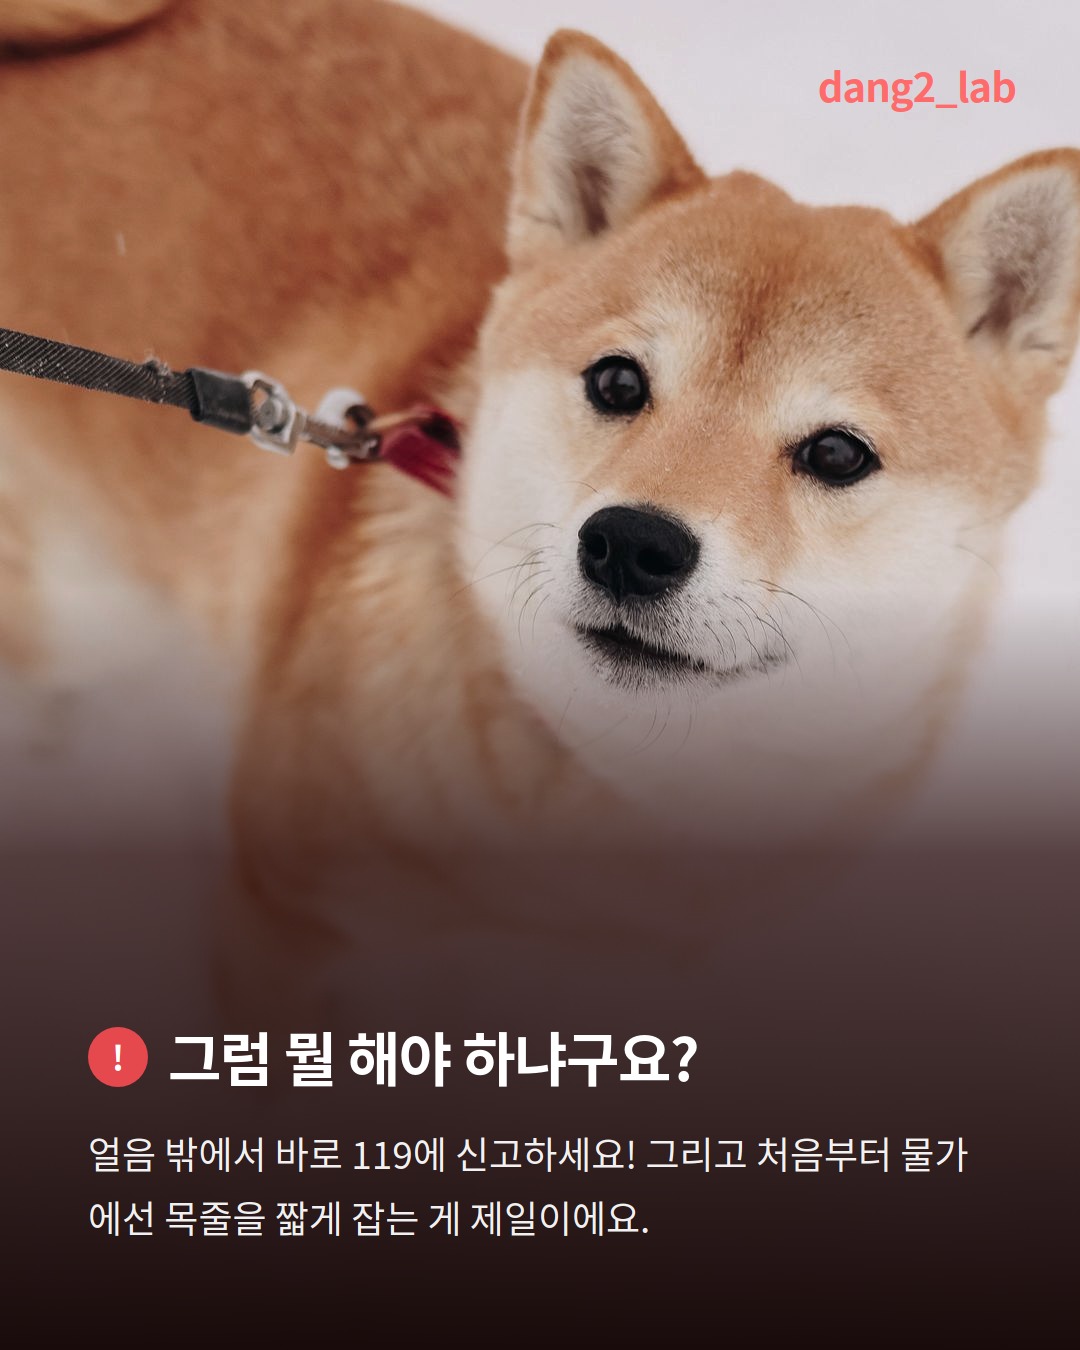 dang2_lab
! 그럼 뭘 해야 하냐구요?
얼음 밖에서 바로 119에 신고하세요! 그리고 처음부터 물가
에선 목줄을 짧게 잡는 게 제일이에요.